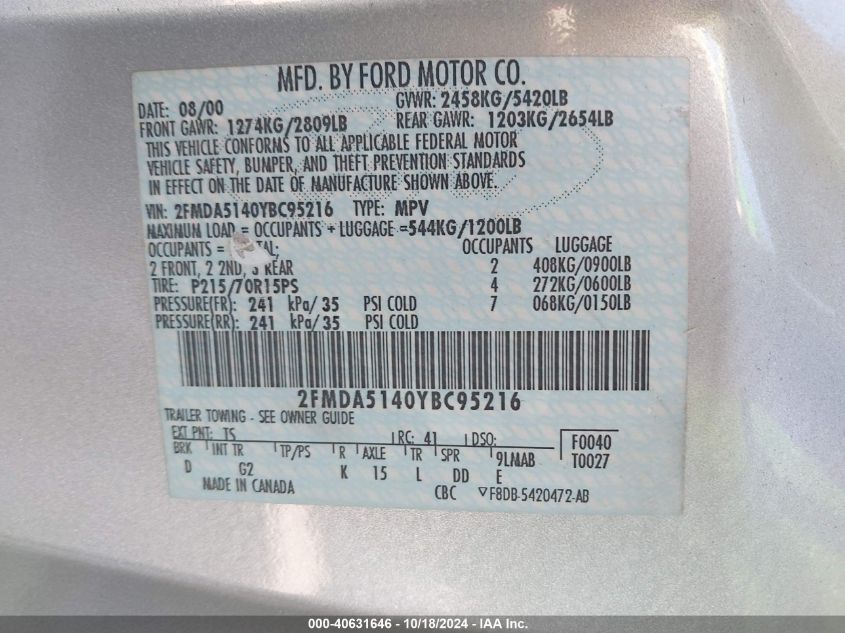 MFD. BY FORD MOTOR CO.
DATE: 08/00 GVWR: 2458KG/5420LB
FRONT GAWR: 1274KG/2809LB REAR GAWR: 1203KG/2654LB
THIS VEHICLE CONFORMS TO ALL APPLICABLE FEDERAL MOTOR
VEHICLE SAFETY, BUMPER, AND THEFT PREVENTION STANDARDS
IN EFFECT ON THE DATE OF MANUFACTURE SHOWN ABOVE.
VIN: 2FMDA5140YBC95216 TYPE: MPV
MAXIMUM LOAD = OCCUPANTS + LUGGAGE =544KG/1200LB
OCCUPANTS = OCCUPANTS LUGGAGE
2 FRONT, 2 2ND, 3 REAR 2 408KG/0900LB
TIRE: P215/70R15PS 4 272KG/0600LB
PRESSURE(FR): 241 kPa/35 PSI COLD 7 068KG/0150LB
PRESSURE(RR): 241 kPa/35 PSI COLD
2FMDA5140YBC95216
TRAILER TOWING - SEE OWNER GUIDE
EXT PNT: TS RC: 41 DSO: F0040
BRK INT TR TP/PS R AXLE TR SPR 9LMAB T0027
D G2 K 15 L DD E
MADE IN CANADA CBC F8DB-5420472-AB
000-40631646 - 10/18/2024 - IAA Inc.